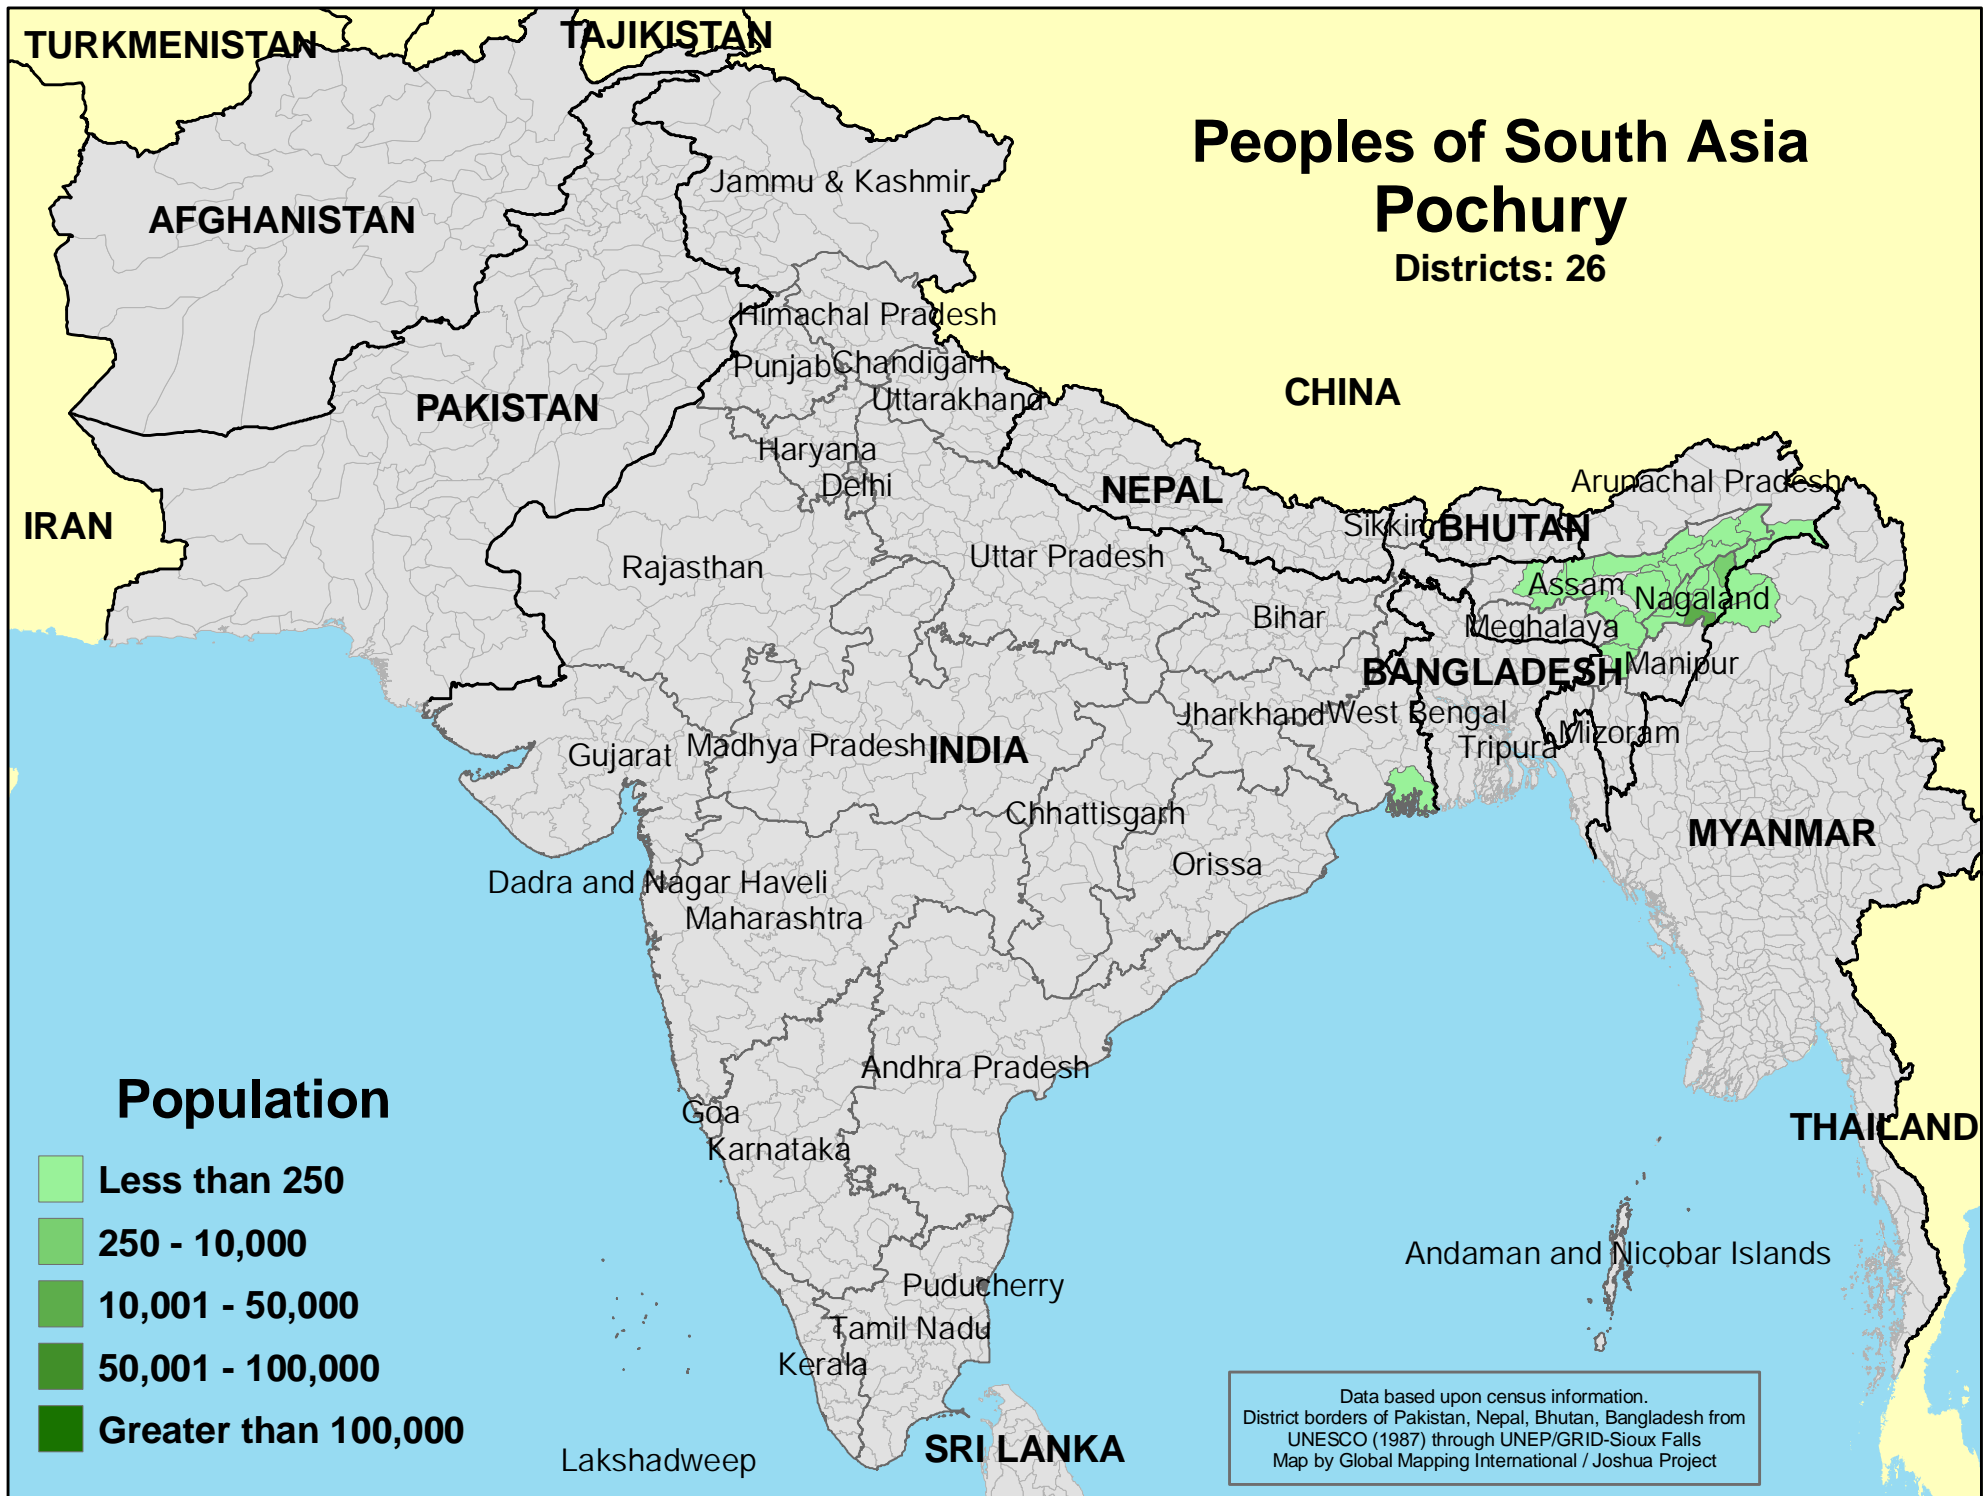 TURKMENISTAN
TAJIKISTAN
Peoples of South Asia
Pochury
Districts: 26
Jammu & Kashmir
AFGHANISTAN
Himachal Pradesh
Punjab
Chandigarh
CHINA
Uttarakhand
PAKISTAN
Haryana
Delhi
NEPAL
Arunachal Pradesh
IRAN
Sikkim
BHUTAN
Rajasthan
Uttar Pradesh
Assam
Nagaland
Bihar
Meghalaya
BANGLADESH
Manipur
Jharkhand
West Bengal
Gujarat
Madhya Pradesh
INDIA
Tripura
Mizoram
Chhattisgarh
MYANMAR
Orissa
Dadra and Nagar Haveli
Maharashtra
Andhra Pradesh
Goa
Karnataka
THAILAND
Population
Less than 250
250 - 10,000
10,001 - 50,000
50,001 - 100,000
Greater than 100,000
Andaman and Nicobar Islands
Puducherry
Tamil Nadu
Kerala
Lakshadweep
SRI LANKA
Data based upon census information.
District borders of Pakistan, Nepal, Bhutan, Bangladesh from
UNESCO (1987) through UNEP/GRID-Sioux Falls
Map by Global Mapping International / Joshua Project